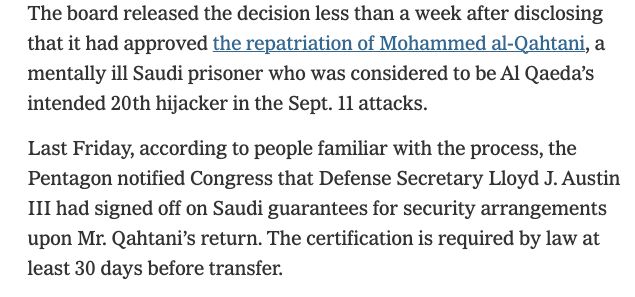 The board released the decision less than a week after disclosing
that it had approved the repatriation of Mohammed al-Qahtani, a
mentally ill Saudi prisoner who was considered to be Al Qaeda’s
intended 20th hijacker in the Sept. 11 attacks.
Last Friday, according to people familiar with the process, the
Pentagon notified Congress that Defense Secretary Lloyd J. Austin
III had signed off on Saudi guarantees for security arrangements
upon Mr. Qahtani’s return. The certification is required by law at
least 30 days before transfer.